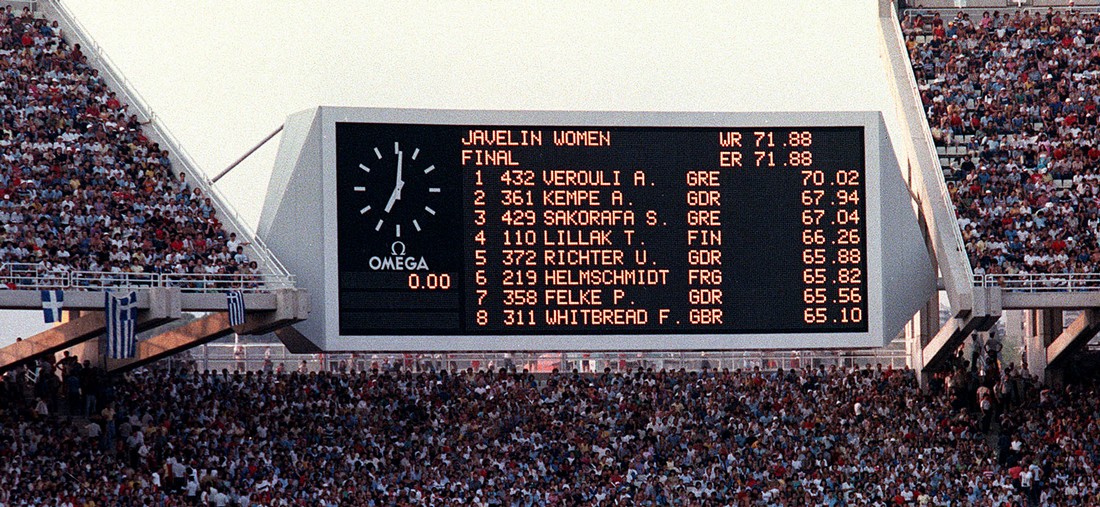 JAVELIN WOMEN WR 71.88
FINAL ER 71.88
1 432 VEROULI A. GRE 70.02
2 361 KEMPE A. GDR 67.94
3 429 SAKORAFA S. GRE 67.04
4 110 LILLAK T. FIN 66.26
5 372 RICHTER U. GDR 65.88
6 219 HELMSCHMIDT FRG 65.82
7 358 FELKE P. GDR 65.56
8 311 WHITBREAD F. GBR 65.10
Ω
OMEGA
0.00